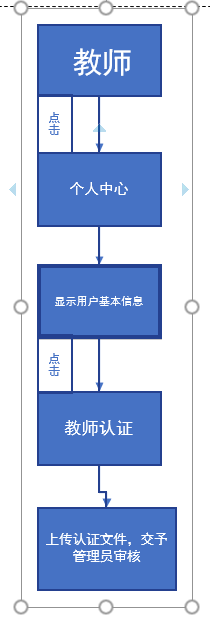 教师
点
击
个人中心
显示用户基本信息
点
击
教师认证
上传认证文件，交予
管理员审核